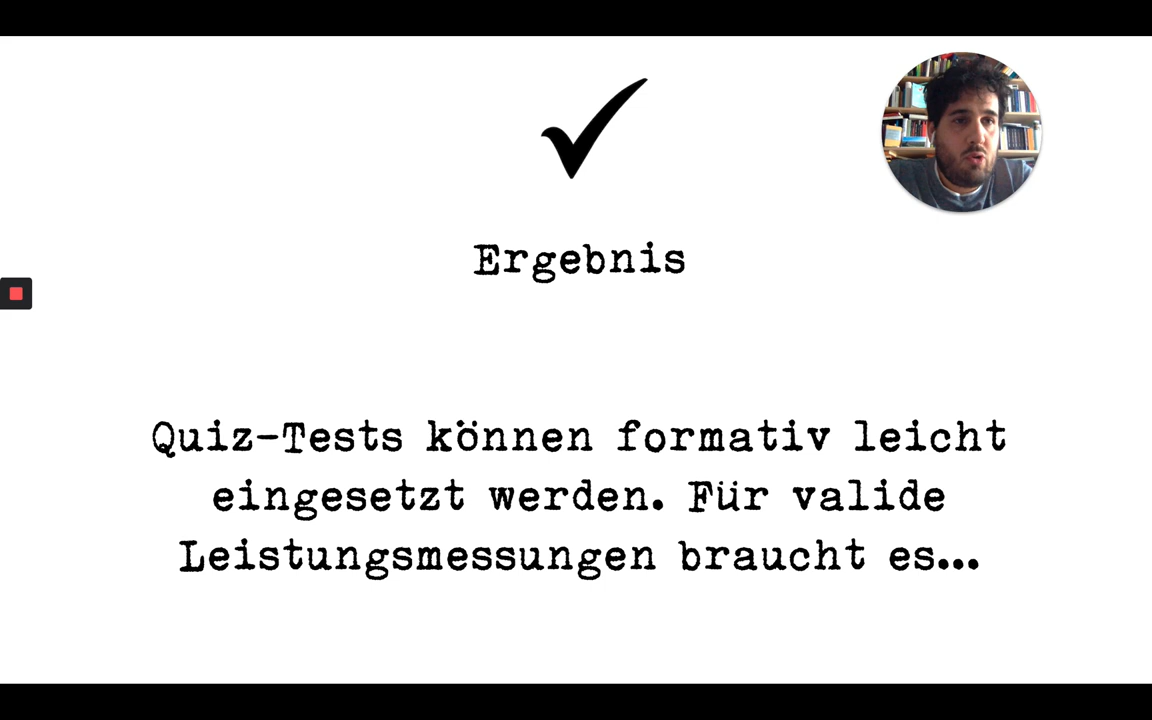 Ergebnis
Quiz-Tests können formativ leicht
eingesetzt werden. Für valide
Leistungsmessungen braucht es...